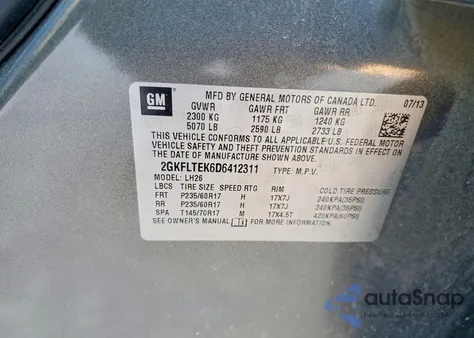 GM
MFD BY GENERAL MOTORS OF CANADA LTD. 07/13
GVWR GAWR FRT GAWR RR
2300 KG 1175 KG 1240 KG
5070 LB 2590 LB 2733 LB
THIS VEHICLE CONFORMS TO ALL APPLICABLE U.S. FEDERAL MOTOR
VEHICLE SAFETY AND THEFT PREVENTION STANDARDS IN EFFECT
ON THE DATE OF MANUFACTURE SHOWN ABOVE.
2GKFLTEK6D6412311 TYPE: M.P.V.
MODEL: LH26
LBCS TIRE SIZE SPEED RTG RIM COLD TIRE PRESSURE
FRT P235/60R17 H 17X7J 240KPA(35PSI)
RR P235/60R17 H 17X7J 240KPA(35PSI)
SPA T145/70R17 M 17X4.5T 420KPA(60PSI)
SEE OWNER'S MANUAL FOR MORE INFORMATION.
autoSnap